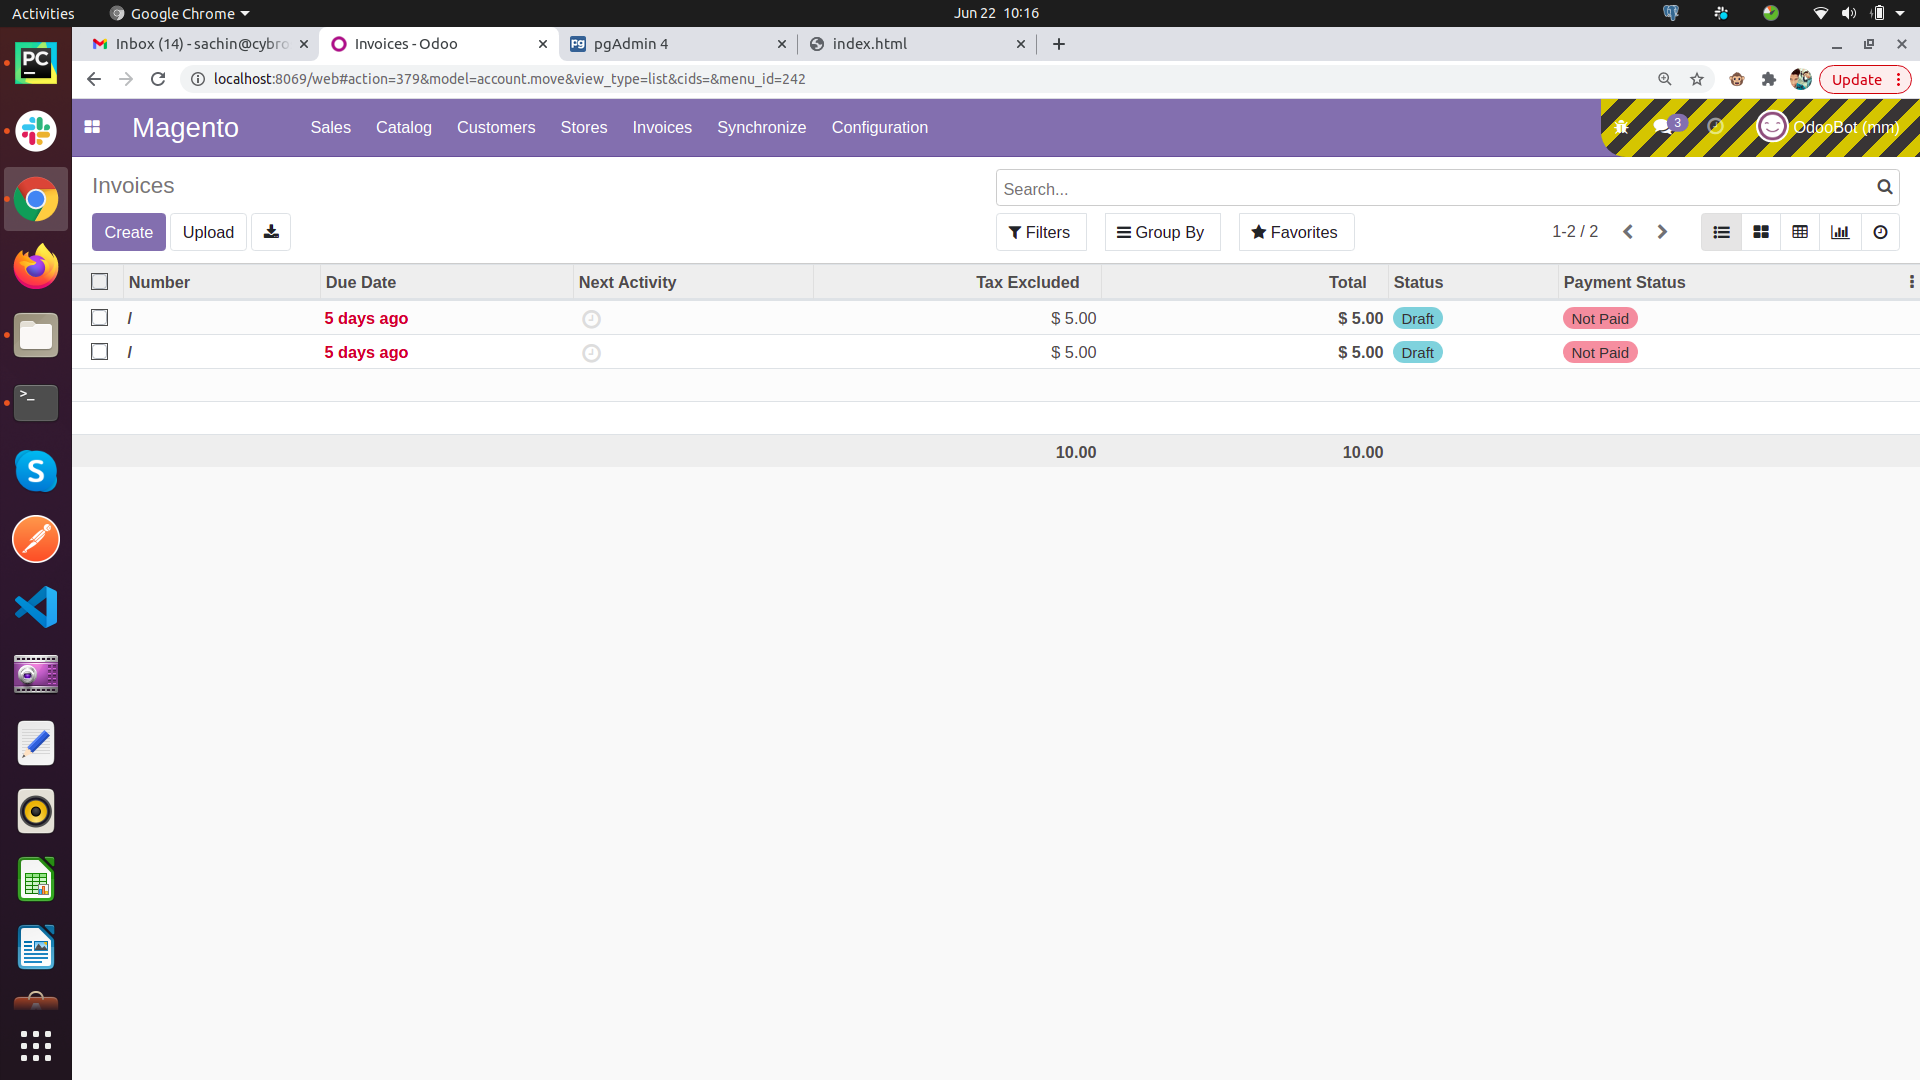 Activities Google Chrome Jun 22 10:16
Inbox (14) - sachin@cybro Invoices - Odoo pgAdmin 4 index.html
localhost:8069/web#action=379&model=account.move&view_type=list&cids=&menu_id=242 Update
Magento Sales Catalog Customers Stores Invoices Synchronize Configuration 3 OdooBot (mm)
Invoices Search...
Create Upload Filters Group By Favorites 1-2 / 2
Number Due Date Next Activity Tax Excluded Total Status Payment Status
/ 5 days ago $ 5.00 $ 5.00 Draft Not Paid
/ 5 days ago $ 5.00 $ 5.00 Draft Not Paid
10.00 10.00